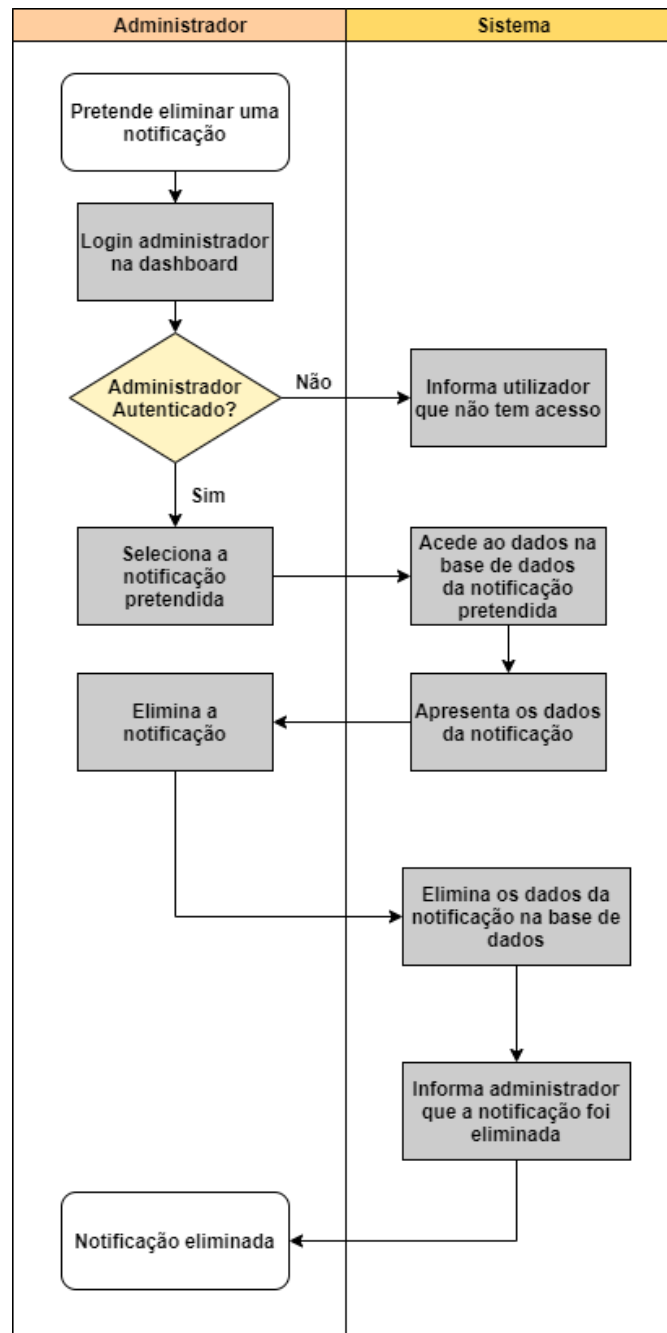 Administrador
Sistema
Pretende eliminar uma
notificação
Login administrador
na dashboard
Administrador
Autenticado?
Não
Informa utilizador
que não tem acesso
Sim
Seleciona a
notificação
pretendida
Acede ao dados na
base de dados
da notificação
pretendida
Elimina a
notificação
Apresenta os dados
da notificação
Elimina os dados da
notificação na base de
dados
Informa administrador
que a notificação foi
eliminada
Notificação eliminada